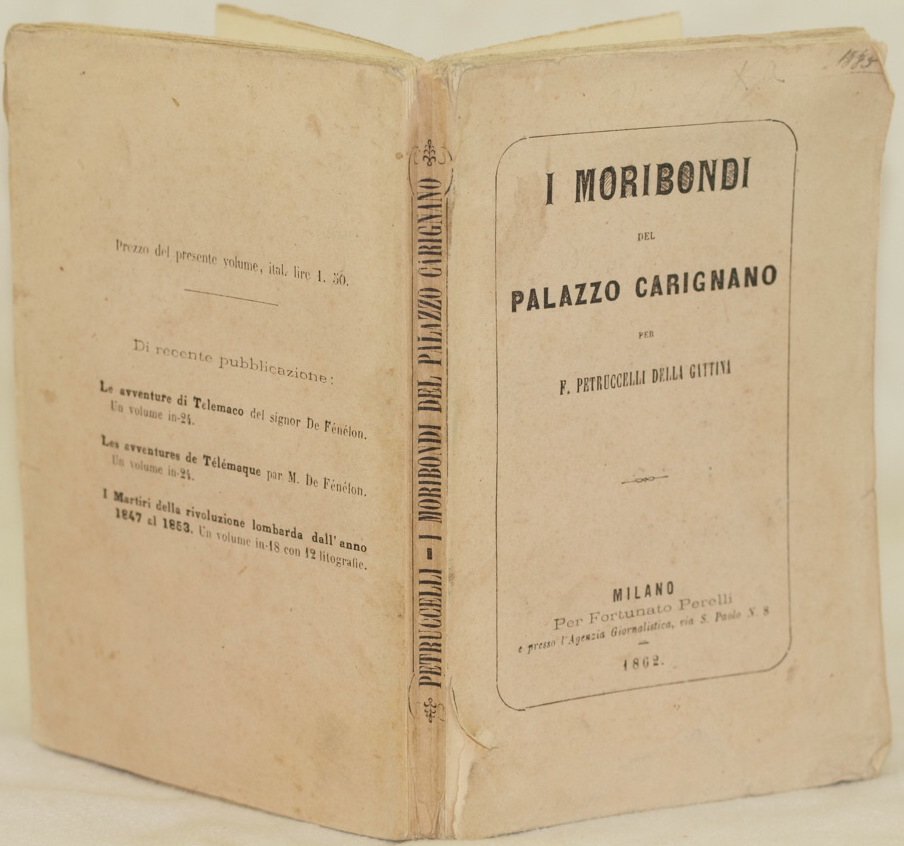 Prezzo del presente volume, ital. lire 1. 50.
Di recente pubblicazione:
Le avventure di Telemaco del signor De Fénélon.
Un volume in-24.
Les avventures de Télémaque par M. De Fénélon.
Un volume in-24.
I Martiri della rivoluzione lombarda dall' anno
1847 al 1853. Un volume in-18 con 12 litografie.
PETRUCCELLI - I MORIBONDI DEL PALAZZO CARIGNANO
I MORIBONDI
DEL
PALAZZO CARIGNANO
PER
F. PETRUCCELLI DELLA GATTINA
MILANO
Per Fortunato Perelli
e presso l'Agenzia Giornalistica, via S. Paolo N. 8
1862.